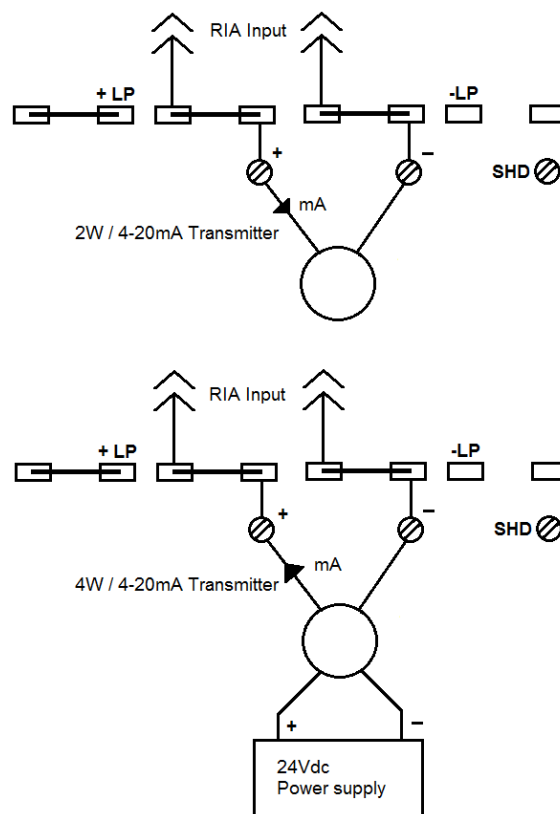 RIA Input
+ LP
-LP
+
–
SHD
mA
2W / 4-20mA Transmitter
RIA Input
+ LP
-LP
+
–
SHD
mA
4W / 4-20mA Transmitter
+
–
24Vdc
Power supply